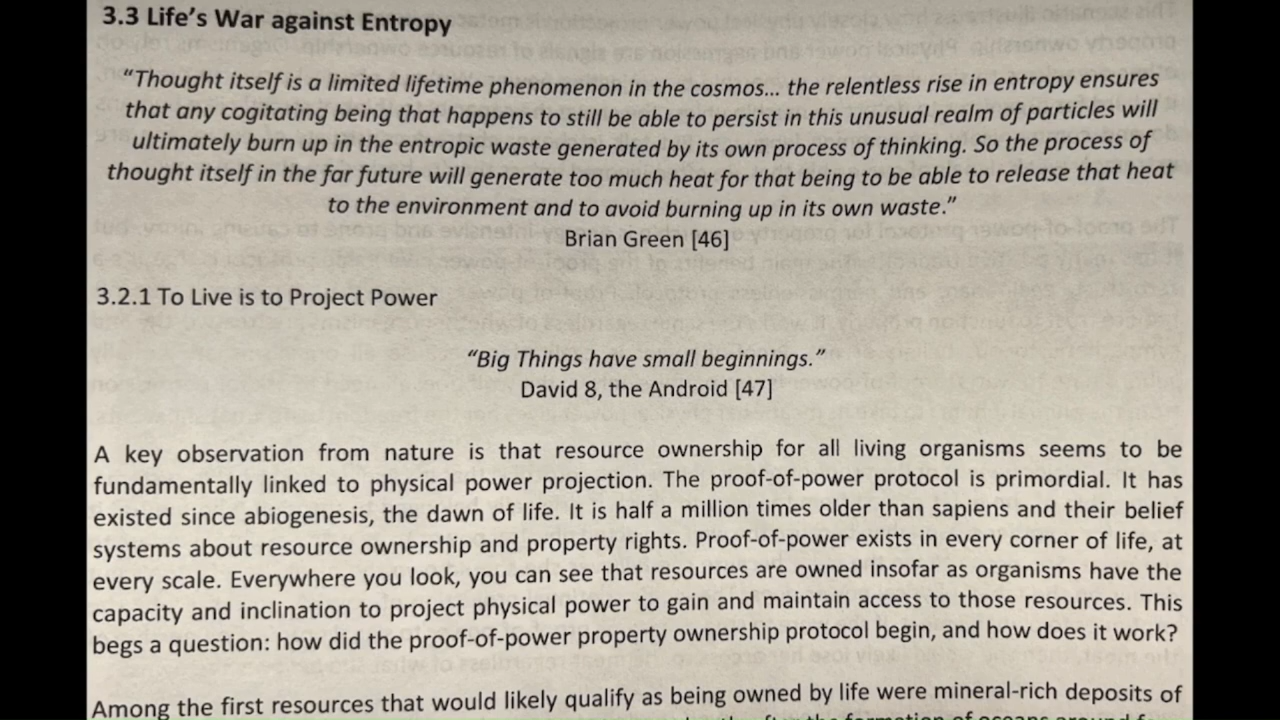 3.3 Life's War against Entropy
"Thought itself is a limited lifetime phenomenon in the cosmos... the relentless rise in entropy ensures
that any cogitating being that happens to still be able to persist in this unusual realm of particles will
ultimately burn up in the entropic waste generated by its own process of thinking. So the process of
thought itself in the far future will generate too much heat for that being to be able to release that heat
to the environment and to avoid burning up in its own waste."
Brian Green [46]
3.2.1 To Live is to Project Power
"Big Things have small beginnings."
David 8, the Android [47]
A key observation from nature is that resource ownership for all living organisms seems to be
fundamentally linked to physical power projection. The proof-of-power protocol is primordial. It has
existed since abiogenesis, the dawn of life. It is half a million times older than sapiens and their belief
systems about resource ownership and property rights. Proof-of-power exists in every corner of life, at
every scale. Everywhere you look, you can see that resources are owned insofar as organisms have the
capacity and inclination to project physical power to gain and maintain access to those resources. This
begs a question: how did the proof-of-power property ownership protocol begin, and how does it work?
Among the first resources that would likely qualify as being owned by life were mineral-rich deposits of
the formation of oceans around